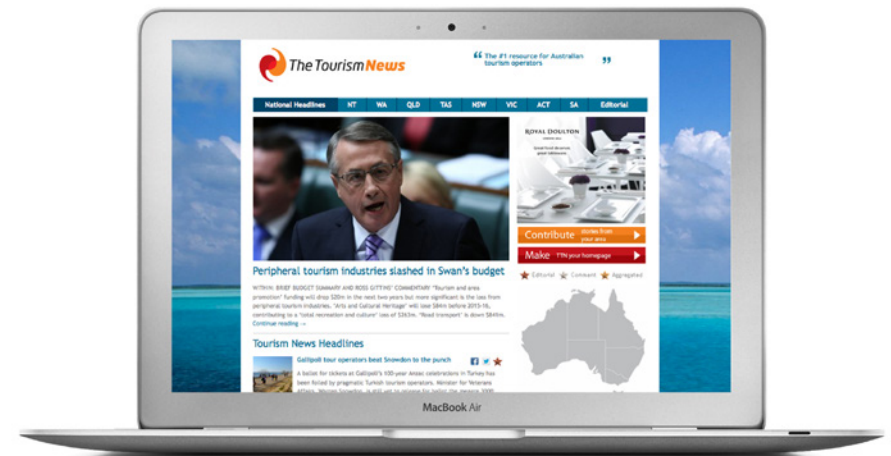 The Tourism News
“ The #1 resource for Australian
tourism operators ”
National Headlines NT WA QLD TAS NSW VIC ACT SA Editorial
ROYAL DOULTON
Contribute stories from
your area
Make TTN your homepage
Editorial Comment Aggregated
Peripheral tourism industries slashed in Swan's budget
WITHIN: BRIEF BUDGET SUMMARY AND ROSS GITTINS' COMMENTARY "Tourism and area
promotion" funding will drop $20m in the next two years but more significant is the loss from
peripheral tourism industries. 'Arts and Cultural Heritage' will lose $84m before 2015-16,
contributing to a 'total recreation and culture' loss of $263m. 'Road transport' is down $849m.
Continue reading →
Tourism News Headlines
Gallipoli tour operators beat Snowdon to the punch
A ballot for tickets at Gallipoli's 100-year Anzac celebrations in Turkey has
been foiled by pragmatic Turkish tourism operators. Minister for Veterans
MacBook Air